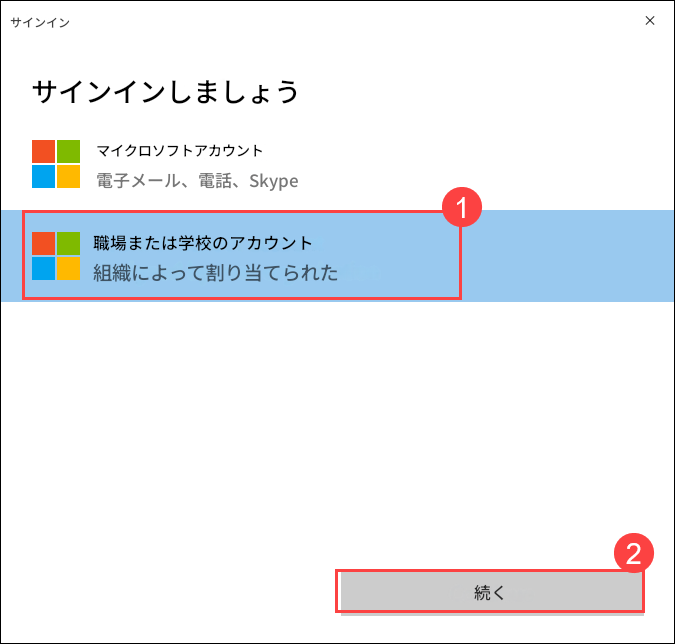 サインイン
サインインしましょう
マイクロソフトアカウント
電子メール、電話、Skype
1
職場または学校のアカウント
組織によって割り当てられた
2
続く